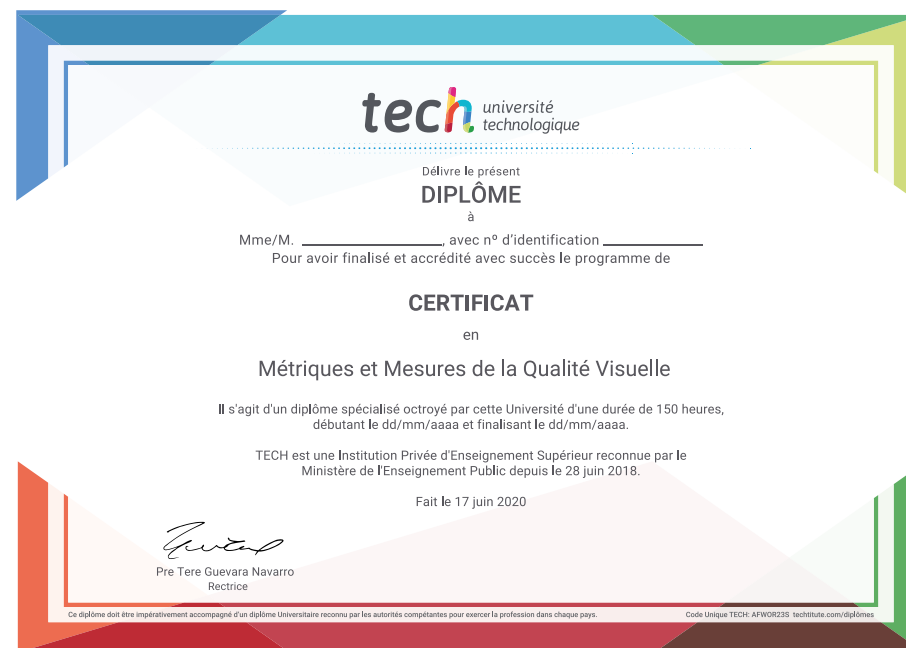 tech université
technologique
Délivre le présent
DIPLÔME
à
Mme/M. ____________________, avec nº d'identification ______________
Pour avoir finalisé et accrédité avec succès le programme de
CERTIFICAT
en
Métriques et Mesures de la Qualité Visuelle
Il s'agit d'un diplôme spécialisé octroyé par cette Université d'une durée de 150 heures,
débutant le dd/mm/aaaa et finalisant le dd/mm/aaaa.
TECH est une Institution Privée d'Enseignement Supérieur reconnue par le
Ministère de l'Enseignement Public depuis le 28 juin 2018.
Fait le 17 juin 2020
Pre Tere Guevara Navarro
Rectrice
Ce diplôme doit être impérativement accompagné d'un diplôme Universitaire reconnu par les autorités compétantes pour exercer la profession dans chaque pays.
Code Unique TECH: AFWOR23S techtitute.com/diplômes